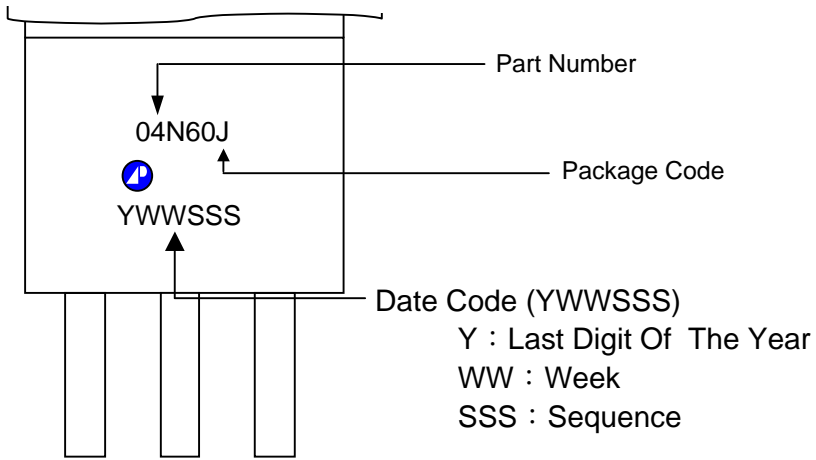 Part Number
04N60J
Package Code
YWWSSS
Date Code (YWWSSS)
Y：Last Digit Of The Year
WW：Week
SSS：Sequence